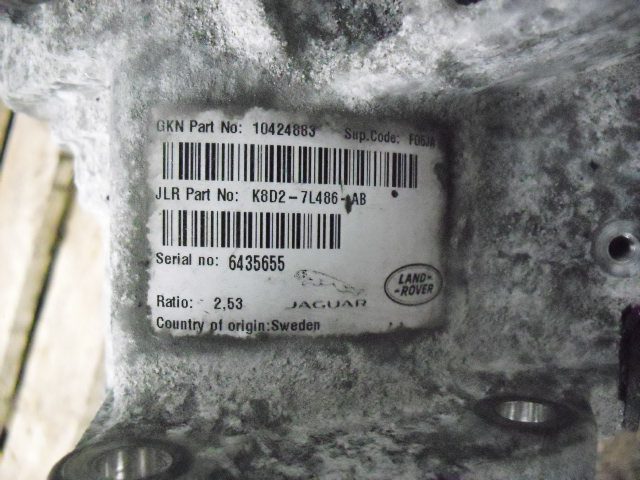 GKN Part No: 10424883 Sup.Code: F06JA
JLR Part No: K8D2-7L486-AB
Serial no: 6435655
Ratio: 2,53
JAGUAR
LAND-
-ROVER
Country of origin:Sweden